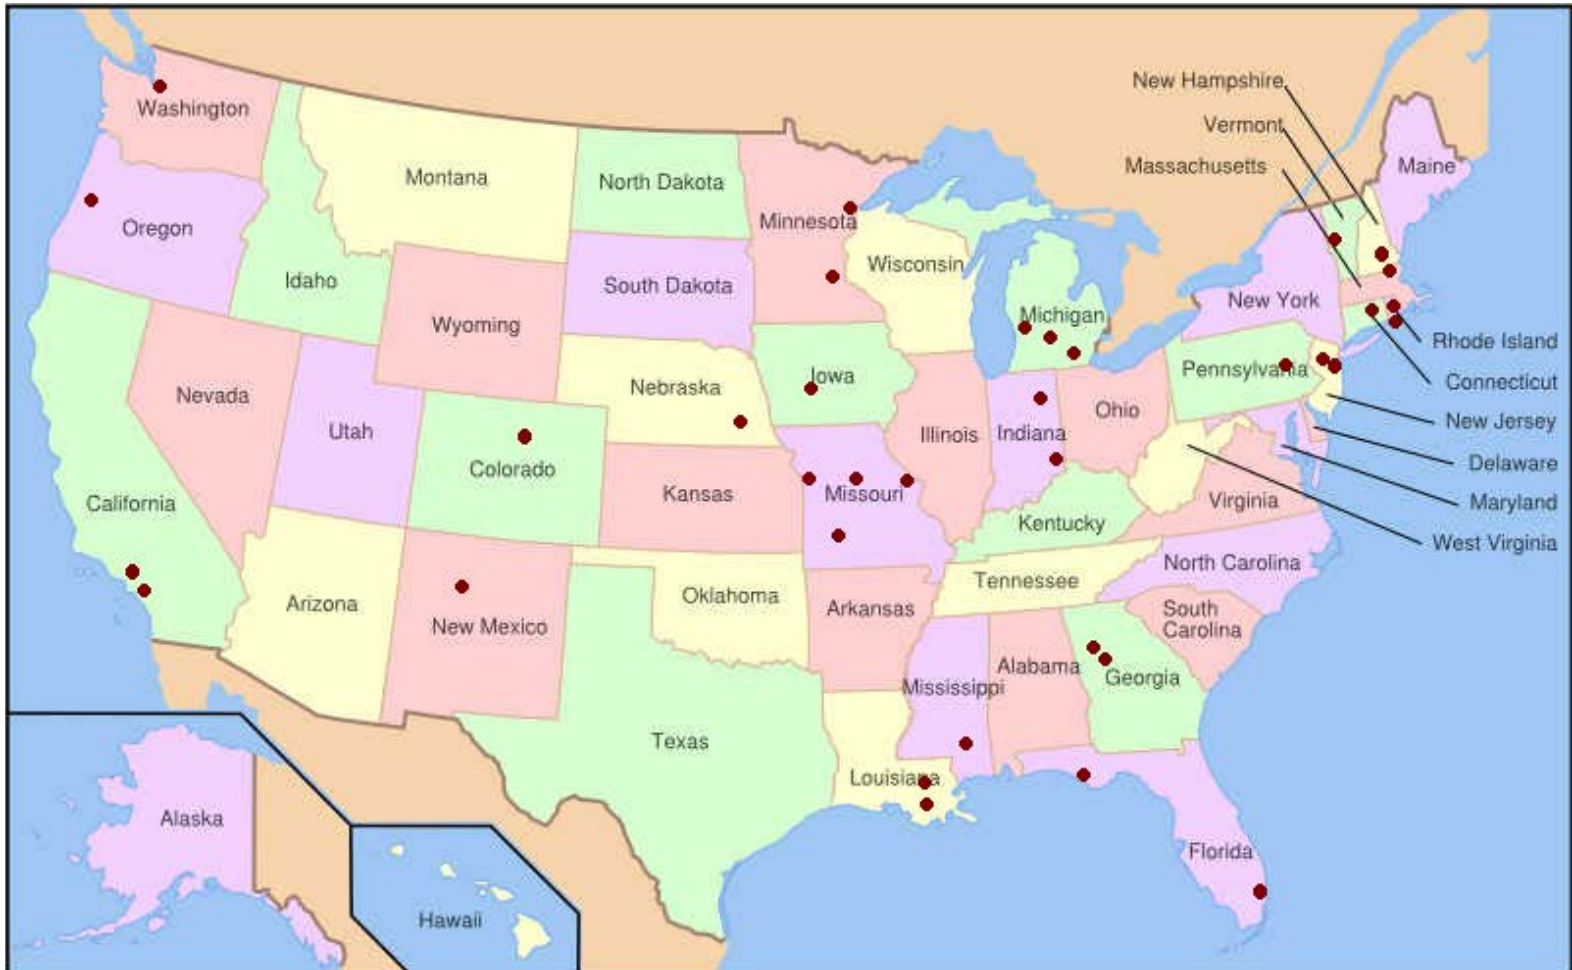 New Hampshire
Vermont
Massachusetts
Washington
Maine
Montana
North Dakota
Minnesota
Oregon
Wisconsin
Idaho
South Dakota
New York
Michigan
Wyoming
Rhode Island
Pennsylvania
Iowa
Connecticut
Nebraska
Nevada
Ohio
New Jersey
Utah
Illinois
Indiana
Delaware
Colorado
Kansas
Missouri
Virginia
Maryland
California
Kentucky
West Virginia
North Carolina
Tennessee
Oklahoma
Arizona
Arkansas
South
Carolina
New Mexico
Alabama
Georgia
Mississippi
Texas
Louisiana
Alaska
Florida
Hawaii